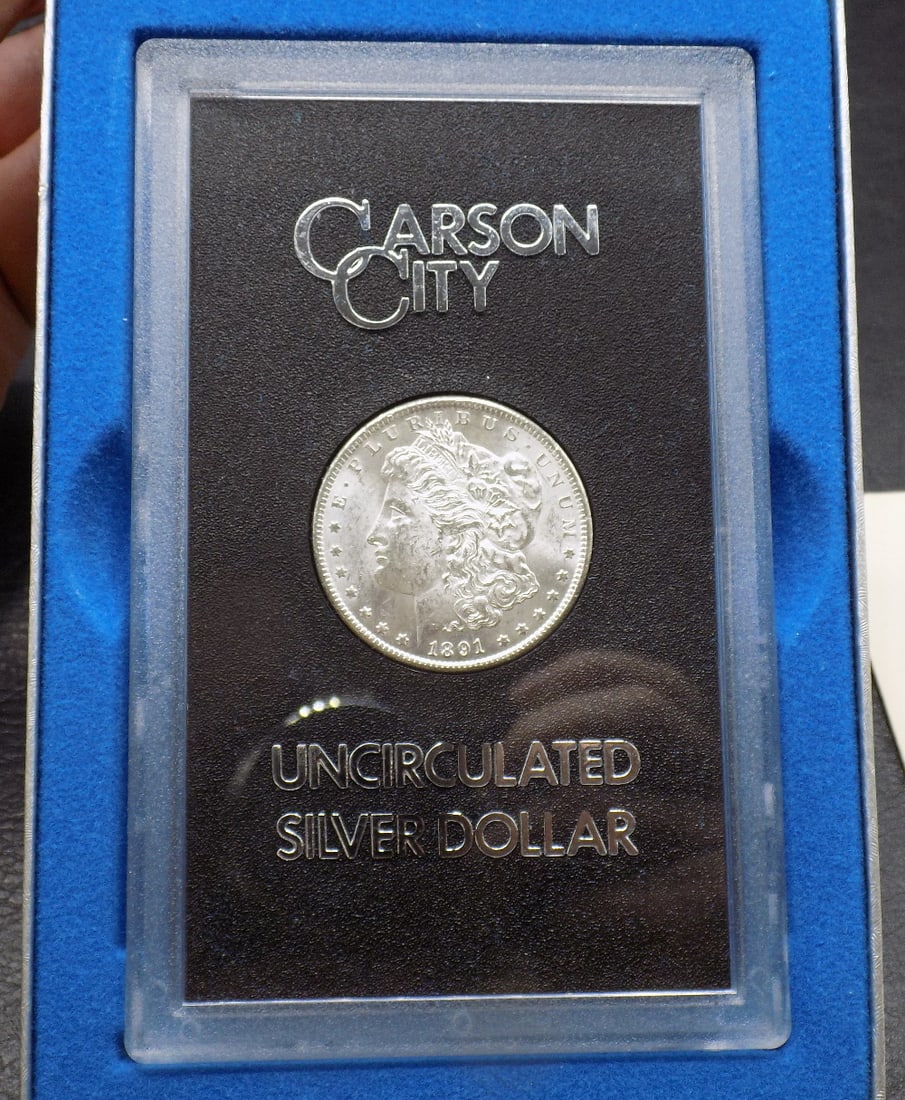 CARSON
CITY
E · PLURIBUS · UNUM
1891
UNCIRCULATED
SILVER DOLLAR